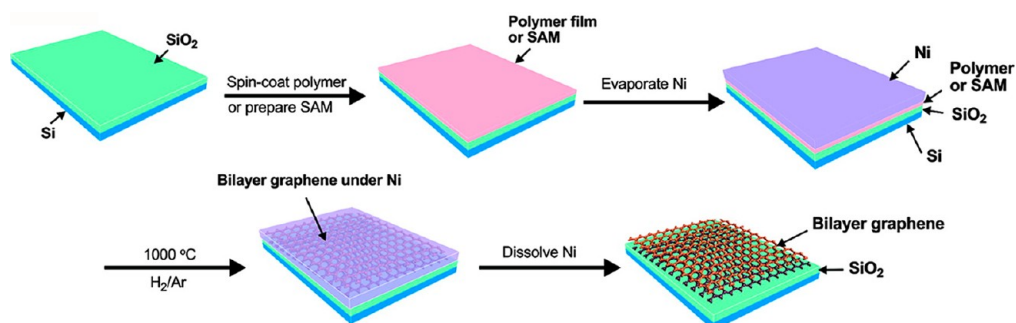 SiO₂
Si
Spin-coat polymer
or prepare SAM
Polymer film
or SAM
Evaporate Ni
Ni
Polymer
or SAM
SiO₂
Si
1000 ºC
H₂/Ar
Bilayer graphene under Ni
Dissolve Ni
Bilayer graphene
SiO₂